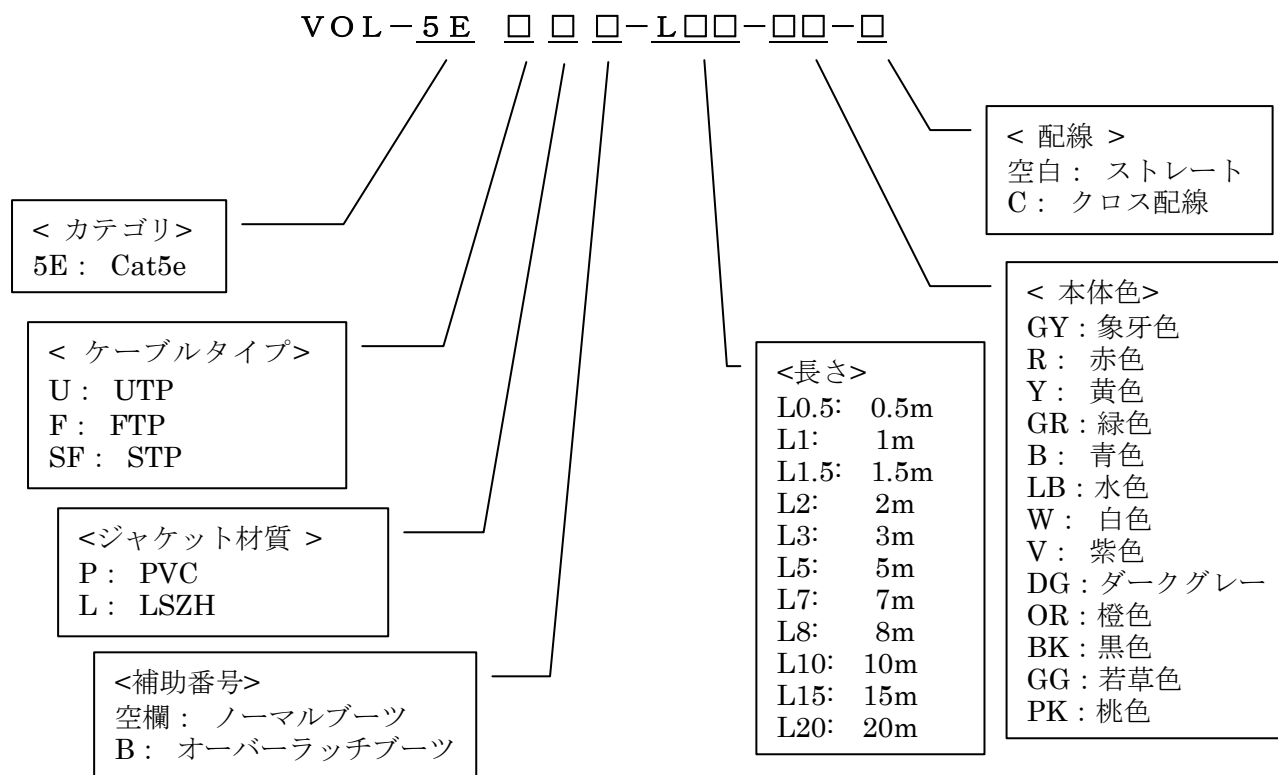 VOL-5E □□□-L□□-□□-□
< 配線 >
空白: ストレート
C: クロス配線
< カテゴリ>
5E: Cat5e
< 本体色>
GY:象牙色
R: 赤色
Y: 黄色
GR:緑色
B: 青色
LB:水色
W: 白色
V: 紫色
DG:ダークグレー
OR:橙色
BK:黒色
GG:若草色
PK:桃色
< ケーブルタイプ>
U: UTP
F: FTP
SF: STP
<長さ>
L0.5: 0.5m
L1: 1m
L1.5: 1.5m
L2: 2m
L3: 3m
L5: 5m
L7: 7m
L8: 8m
L10: 10m
L15: 15m
L20: 20m
<ジャケット材質 >
P: PVC
L: LSZH
<補助番号>
空欄: ノーマルブーツ
B: オーバーラッチブーツ